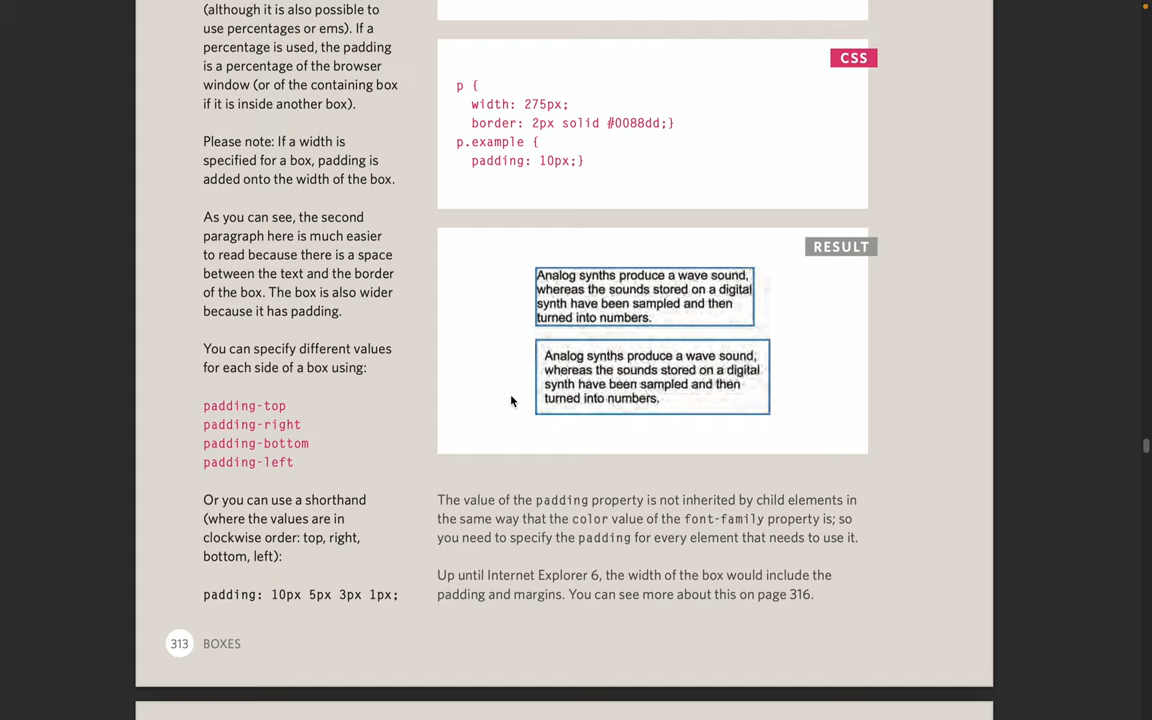 (although it is also possible to
use percentages or ems). If a
percentage is used, the padding
is a percentage of the browser
window (or of the containing box
if it is inside another box).
Please note: If a width is
specified for a box, padding is
added onto the width of the box.
As you can see, the second
paragraph here is much easier
to read because there is a space
between the text and the border
of the box. The box is also wider
because it has padding.
You can specify different values
for each side of a box using:
padding-top
padding-right
padding-bottom
padding-left
Or you can use a shorthand
(where the values are in
clockwise order: top, right,
bottom, left):
padding: 10px 5px 3px 1px;
CSS
p {
width: 275px;
border: 2px solid #0088dd;}
p.example {
padding: 10px;}
RESULT
Analog synths produce a wave sound,
whereas the sounds stored on a digital
synth have been sampled and then
turned into numbers.
Analog synths produce a wave sound,
whereas the sounds stored on a digital
synth have been sampled and then
turned into numbers.
The value of the padding property is not inherited by child elements in
the same way that the color value of the font-family property is; so
you need to specify the padding for every element that needs to use it.
Up until Internet Explorer 6, the width of the box would include the
padding and margins. You can see more about this on page 316.
313 BOXES